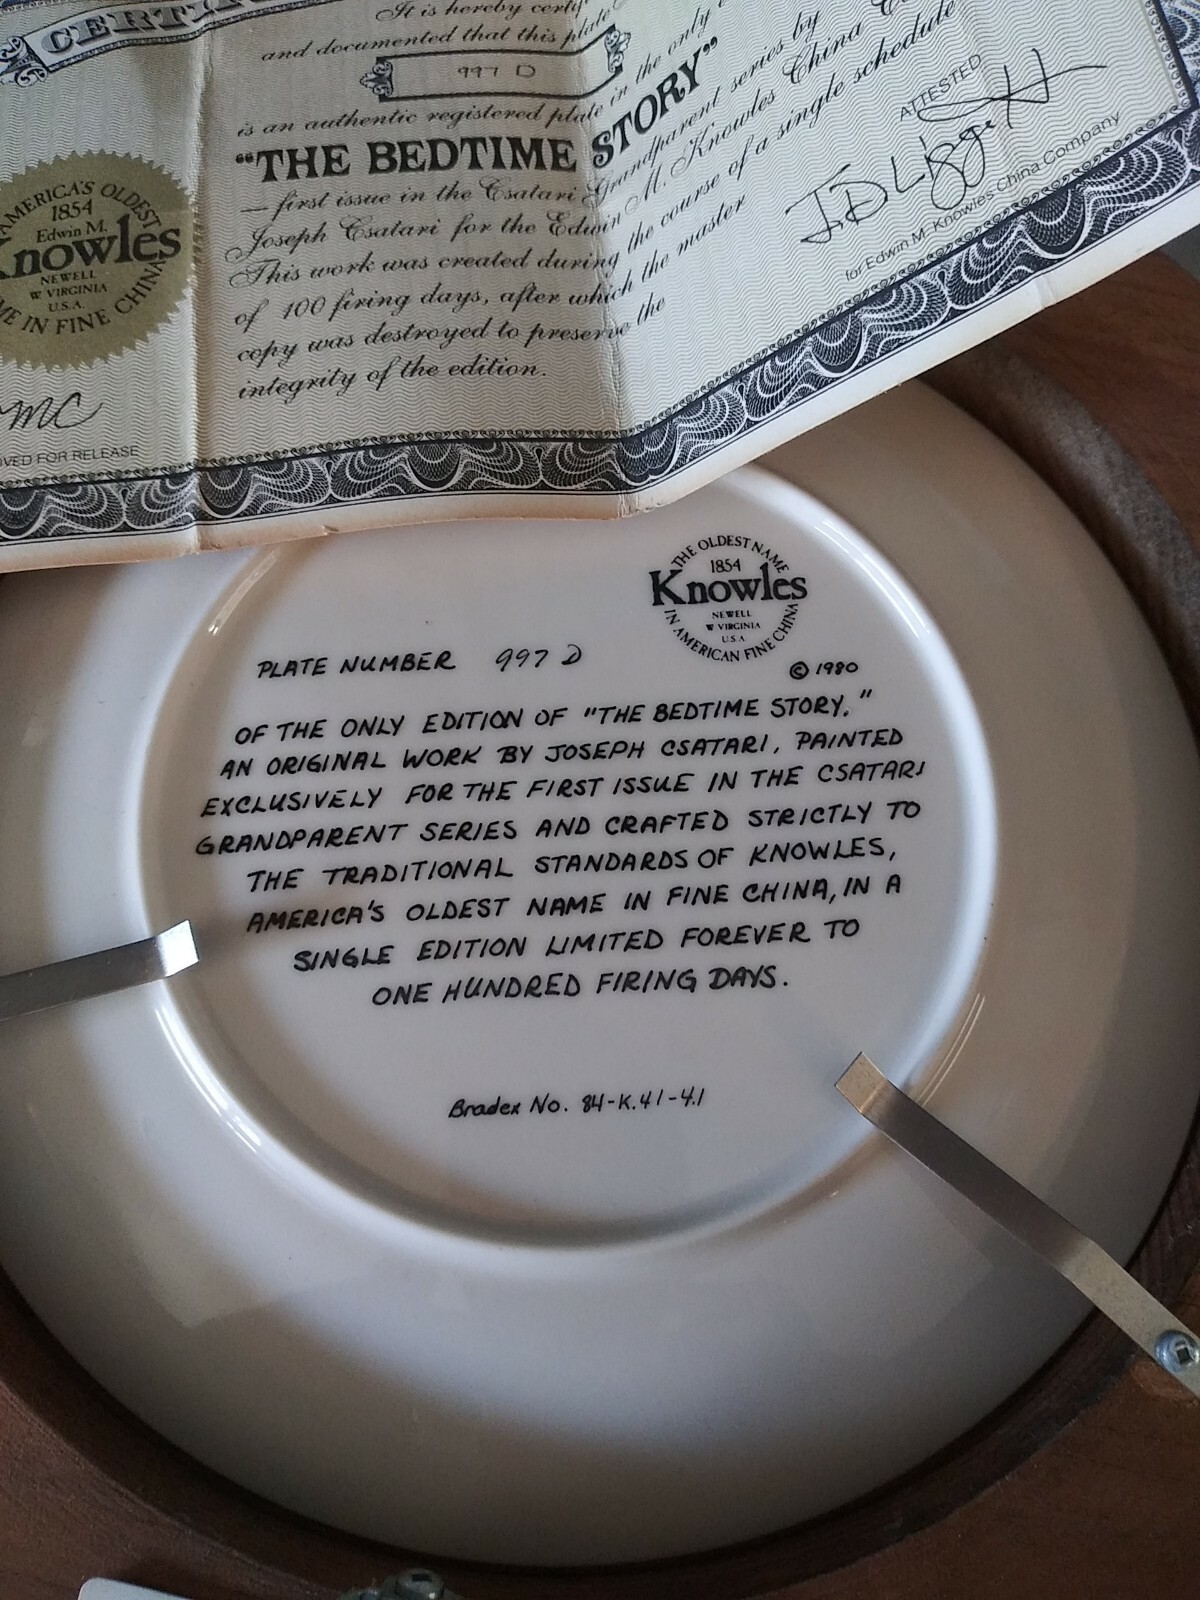 It is hereby
and documented that this plate
997 D
is an authentic registered plate in the only
"THE BEDTIME STORY"
— first issue in the Csatari Grandparent series by
Joseph Csatari for the Edwin M. Knowles China
This work was created during the course of a single schedule
of 100 firing days, after which the master
copy was destroyed to preserve the
integrity of the edition.
AMERICA'S OLDEST
1854
Edwin M.
Knowles
NEWELL
W VIRGINIA
U.S.A.
IN FINE CHINA
FOR RELEASE
ATTESTED
for Edwin M. Knowles China Company
THE OLDEST NAME
1854
Knowles
NEWELL
W VIRGINIA
U.S.A
IN AMERICAN FINE CHINA
© 1980
PLATE NUMBER 997 D
OF THE ONLY EDITION OF "THE BEDTIME STORY,"
AN ORIGINAL WORK BY JOSEPH CSATARI, PAINTED
EXCLUSIVELY FOR THE FIRST ISSUE IN THE CSATARI
GRANDPARENT SERIES AND CRAFTED STRICTLY TO
THE TRADITIONAL STANDARDS OF KNOWLES,
AMERICA'S OLDEST NAME IN FINE CHINA, IN A
SINGLE EDITION LIMITED FOREVER TO
ONE HUNDRED FIRING DAYS.
Bradex No. 84-K.41-4.1